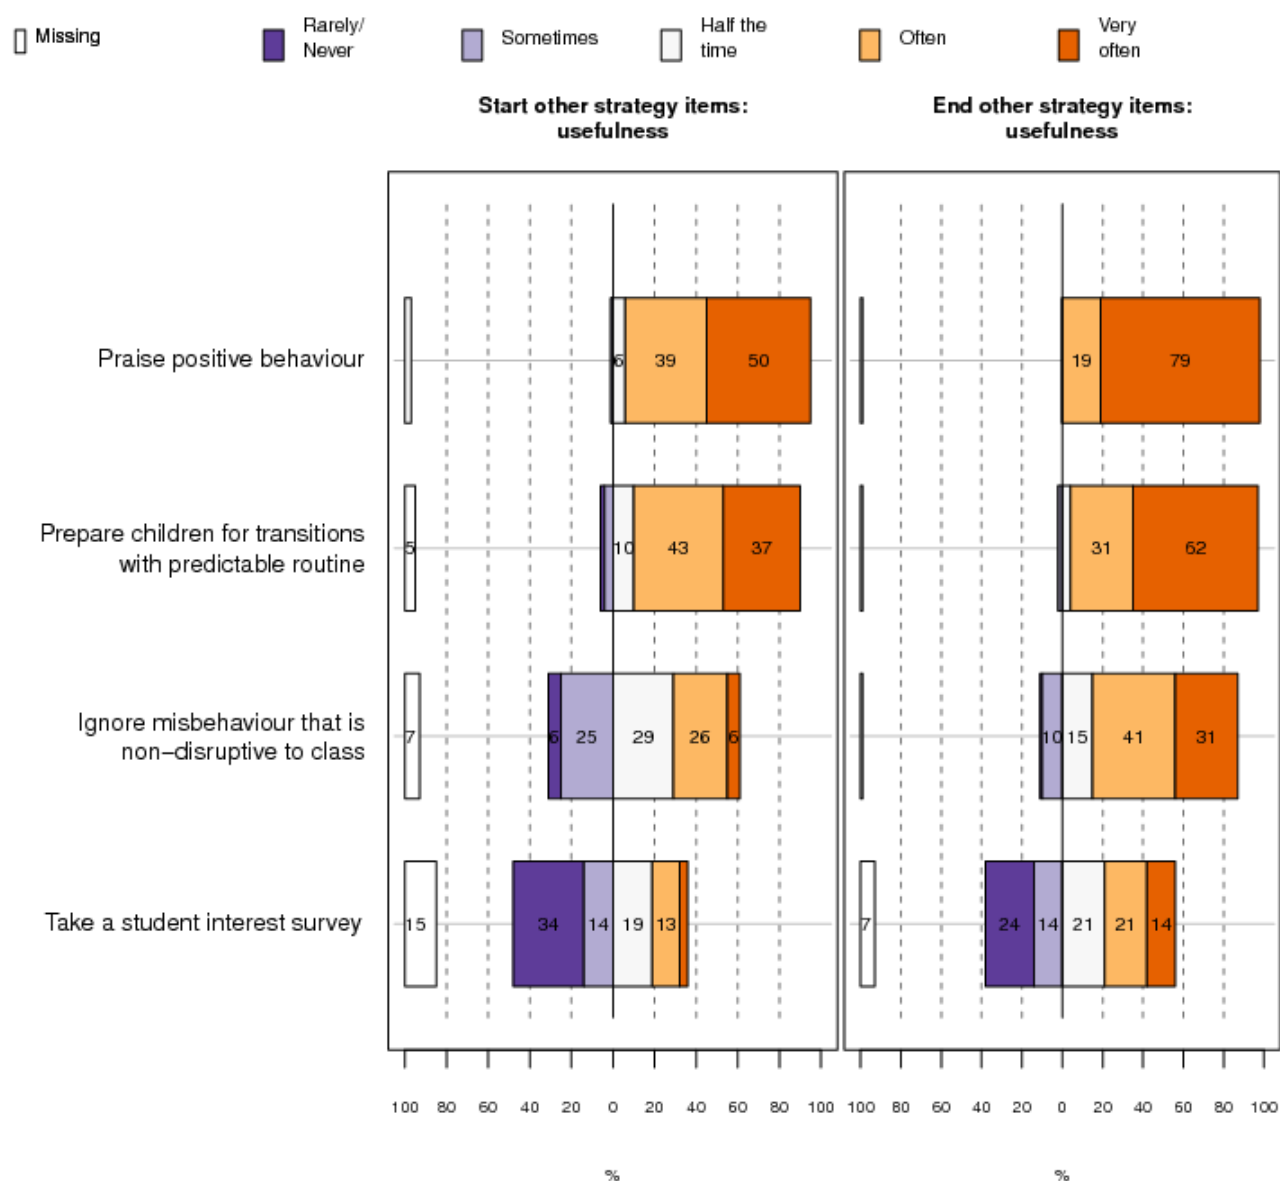 Missing
Rarely/
Never
Sometimes
Half the
time
Often
Very
often
Start other strategy items:
usefulness
End other strategy items:
usefulness
Praise positive behaviour
6 39 50
19 79
Prepare children for transitions
with predictable routine
5 10 43 37
31 62
Ignore misbehaviour that is
non−disruptive to class
7 6 25 29 26 6
10 15 41 31
Take a student interest survey
15 34 14 19 13
7 24 14 21 21 14
100 80 60 40 20 0 20 40 60 80 100
100 80 60 40 20 0 20 40 60 80 100
%
%